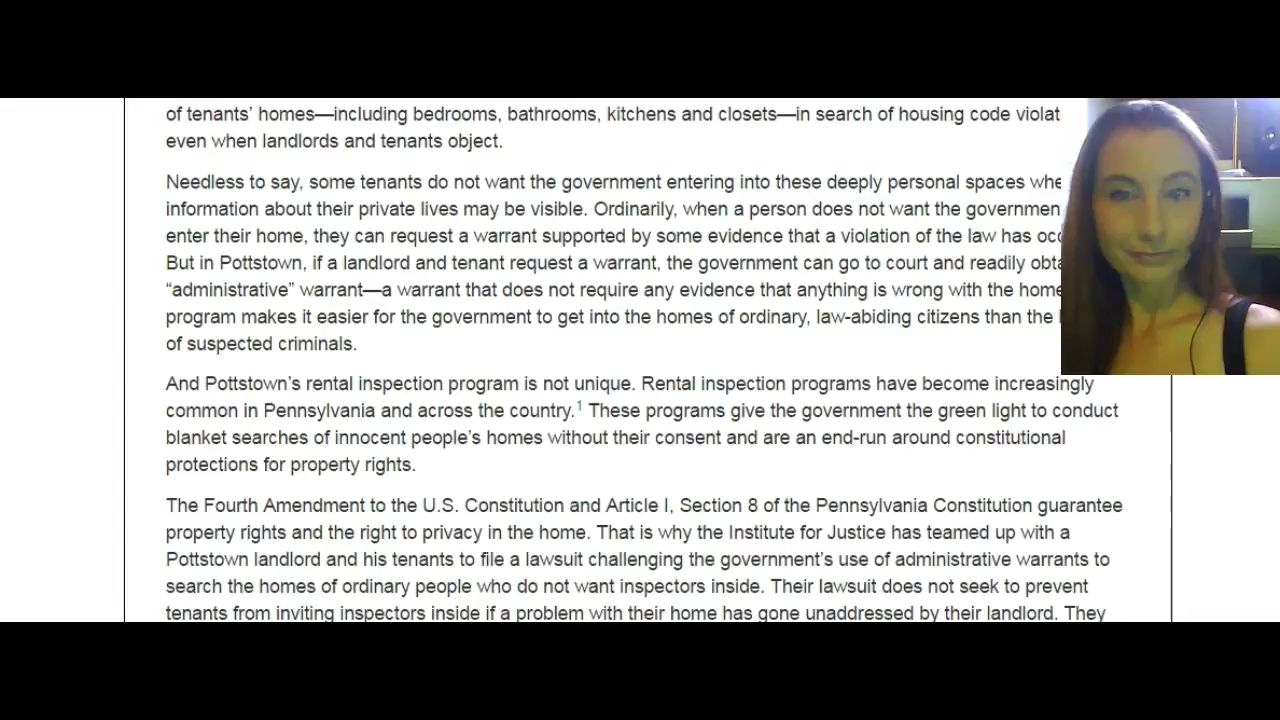 of tenants’ homes—including bedrooms, bathrooms, kitchens and closets—in search of housing code violat
even when landlords and tenants object.
Needless to say, some tenants do not want the government entering into these deeply personal spaces whe
information about their private lives may be visible. Ordinarily, when a person does not want the governmen
enter their home, they can request a warrant supported by some evidence that a violation of the law has occ
But in Pottstown, if a landlord and tenant request a warrant, the government can go to court and readily obta
“administrative” warrant—a warrant that does not require any evidence that anything is wrong with the home
program makes it easier for the government to get into the homes of ordinary, law-abiding citizens than the
of suspected criminals.
And Pottstown’s rental inspection program is not unique. Rental inspection programs have become increasingly
common in Pennsylvania and across the country.1 These programs give the government the green light to conduct
blanket searches of innocent people’s homes without their consent and are an end-run around constitutional
protections for property rights.
The Fourth Amendment to the U.S. Constitution and Article I, Section 8 of the Pennsylvania Constitution guarantee
property rights and the right to privacy in the home. That is why the Institute for Justice has teamed up with a
Pottstown landlord and his tenants to file a lawsuit challenging the government’s use of administrative warrants to
search the homes of ordinary people who do not want inspectors inside. Their lawsuit does not seek to prevent
tenants from inviting inspectors inside if a problem with their home has gone unaddressed by their landlord. They